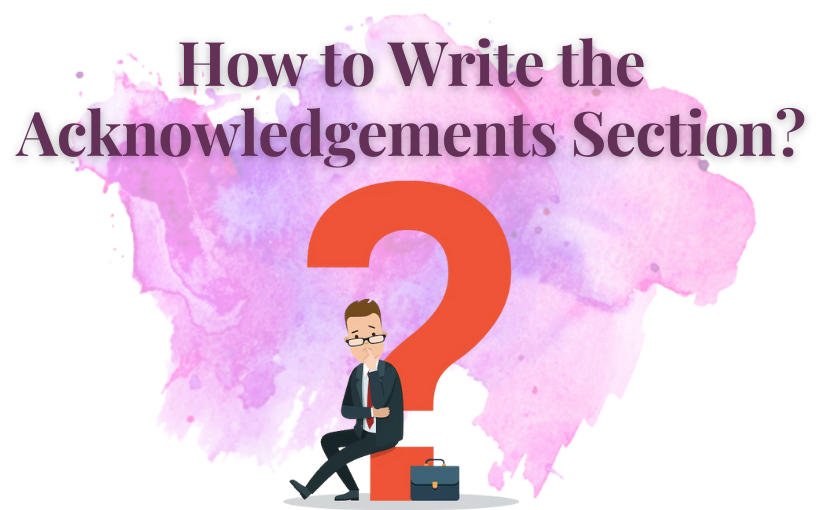 How to Write the
Acknowledgements Section?
?